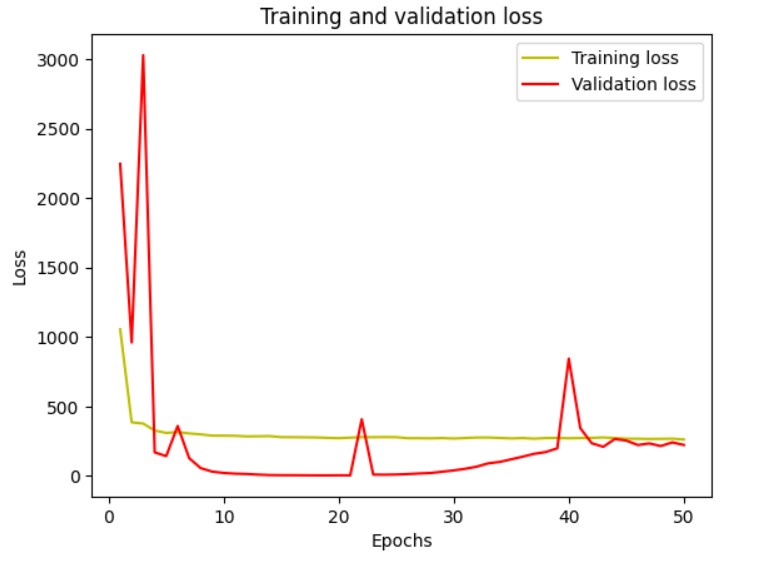 Training and validation loss
Training loss
Validation loss
3000
2500
2000
1500
1000
500
0
Loss
0 10 20 30 40 50
Epochs